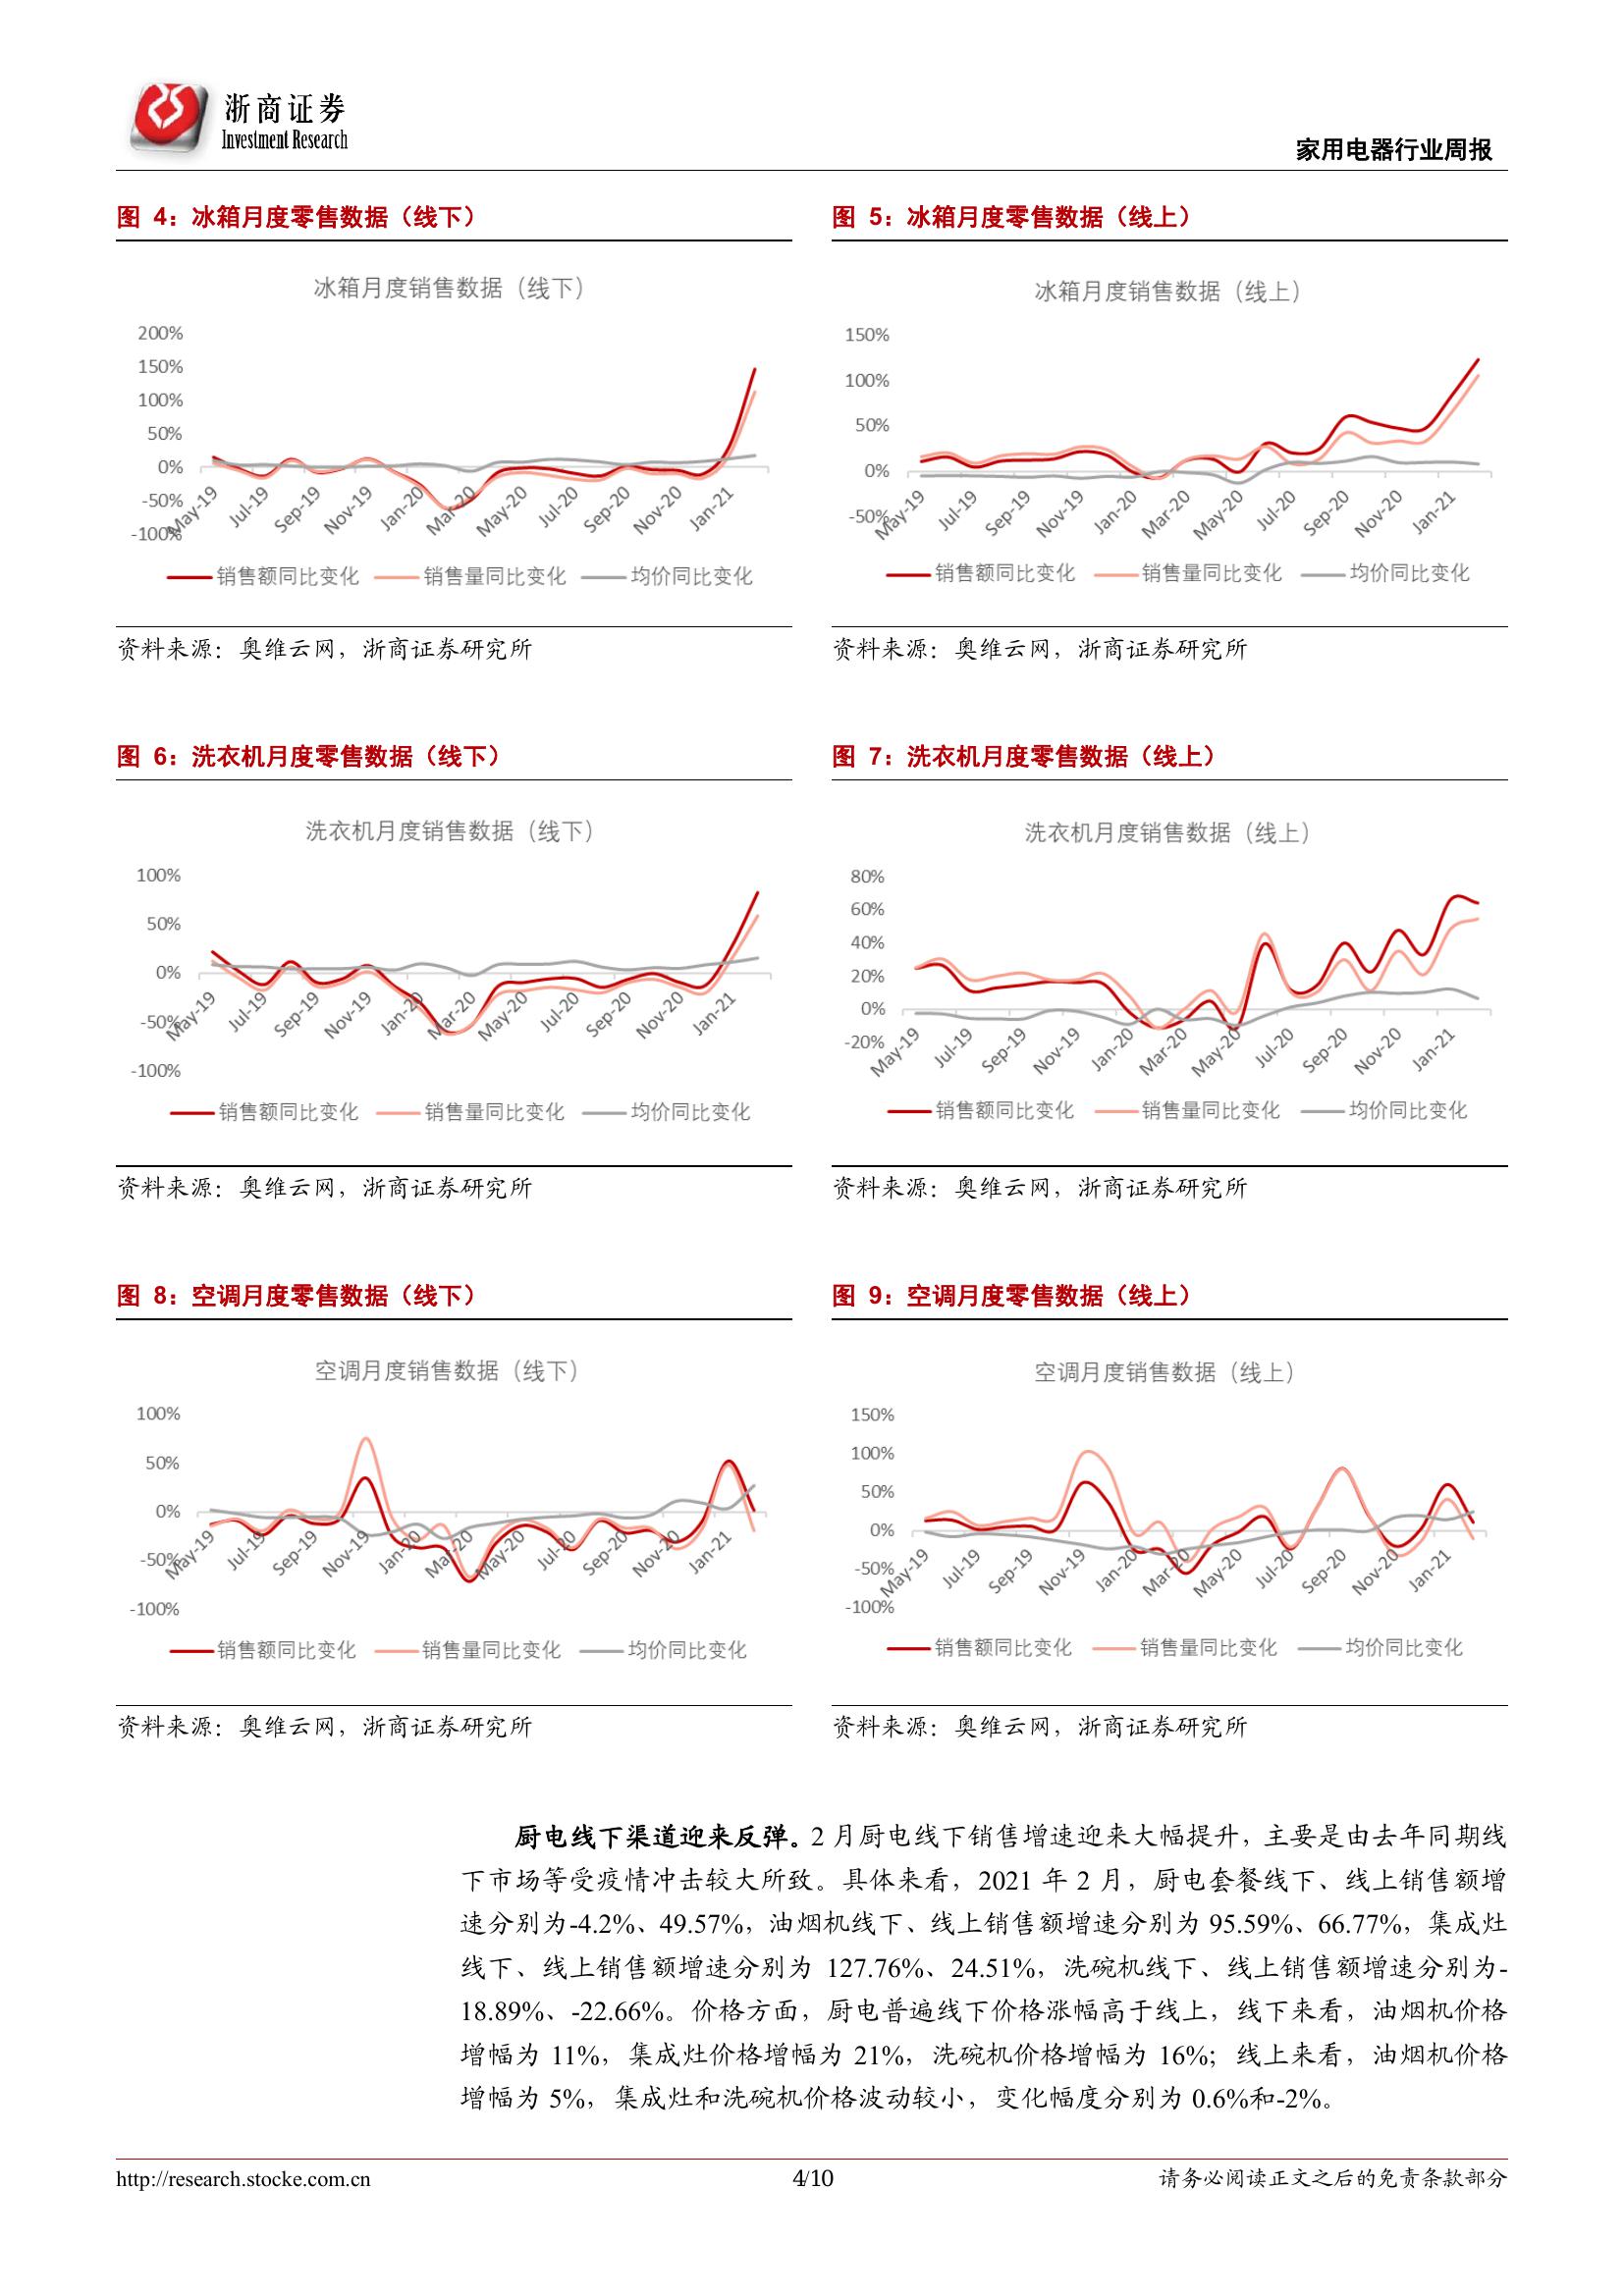 浙商证券
Investment Research
家用电器行业周报
图 4：冰箱月度零售数据（线下）
冰箱月度销售数据（线下）
200%
150%
100%
50%
0%
-50%
-100%
May-19 Jul-19 Sep-19 Nov-19 Jan-20 Mar-20 May-20 Jul-20 Sep-20 Nov-20 Jan-21
销售额同比变化 销售量同比变化 均价同比变化
资料来源：奥维云网，浙商证券研究所
图 5：冰箱月度零售数据（线上）
冰箱月度销售数据（线上）
150%
100%
50%
0%
-50%
May-19 Jul-19 Sep-19 Nov-19 Jan-20 Mar-20 May-20 Jul-20 Sep-20 Nov-20 Jan-21
销售额同比变化 销售量同比变化 均价同比变化
资料来源：奥维云网，浙商证券研究所
图 6：洗衣机月度零售数据（线下）
洗衣机月度销售数据（线下）
100%
50%
0%
-50%
-100%
May-19 Jul-19 Sep-19 Nov-19 Jan-20 Mar-20 May-20 Jul-20 Sep-20 Nov-20 Jan-21
销售额同比变化 销售量同比变化 均价同比变化
资料来源：奥维云网，浙商证券研究所
图 7：洗衣机月度零售数据（线上）
洗衣机月度销售数据（线上）
80%
60%
40%
20%
0%
-20%
May-19 Jul-19 Sep-19 Nov-19 Jan-20 Mar-20 May-20 Jul-20 Sep-20 Nov-20 Jan-21
销售额同比变化 销售量同比变化 均价同比变化
资料来源：奥维云网，浙商证券研究所
图 8：空调月度零售数据（线下）
空调月度销售数据（线下）
100%
50%
0%
-50%
-100%
May-19 Jul-19 Sep-19 Nov-19 Jan-20 Mar-20 May-20 Jul-20 Sep-20 Nov-20 Jan-21
销售额同比变化 销售量同比变化 均价同比变化
资料来源：奥维云网，浙商证券研究所
图 9：空调月度零售数据（线上）
空调月度销售数据（线上）
150%
100%
50%
0%
-50%
-100%
May-19 Jul-19 Sep-19 Nov-19 Jan-20 Mar-20 May-20 Jul-20 Sep-20 Nov-20 Jan-21
销售额同比变化 销售量同比变化 均价同比变化
资料来源：奥维云网，浙商证券研究所
厨电线下渠道迎来反弹。2 月厨电线下销售增速迎来大幅提升，主要是由去年同期线
下市场等受疫情冲击较大所致。具体来看，2021 年 2 月，厨电套餐线下、线上销售额增
速分别为-4.2%、49.57%，油烟机线下、线上销售额增速分别为 95.59%、66.77%，集成灶
线下、线上销售额增速分别为 127.76%、24.51%，洗碗机线下、线上销售额增速分别为-
18.89%、-22.66%。价格方面，厨电普遍线下价格涨幅高于线上，线下来看，油烟机价格
增幅为 11%，集成灶价格增幅为 21%，洗碗机价格增幅为 16%；线上来看，油烟机价格
增幅为 5%，集成灶和洗碗机价格波动较小，变化幅度分别为 0.6%和-2%。
http://research.stocke.com.cn
4/10
请务必阅读正文之后的免责条款部分